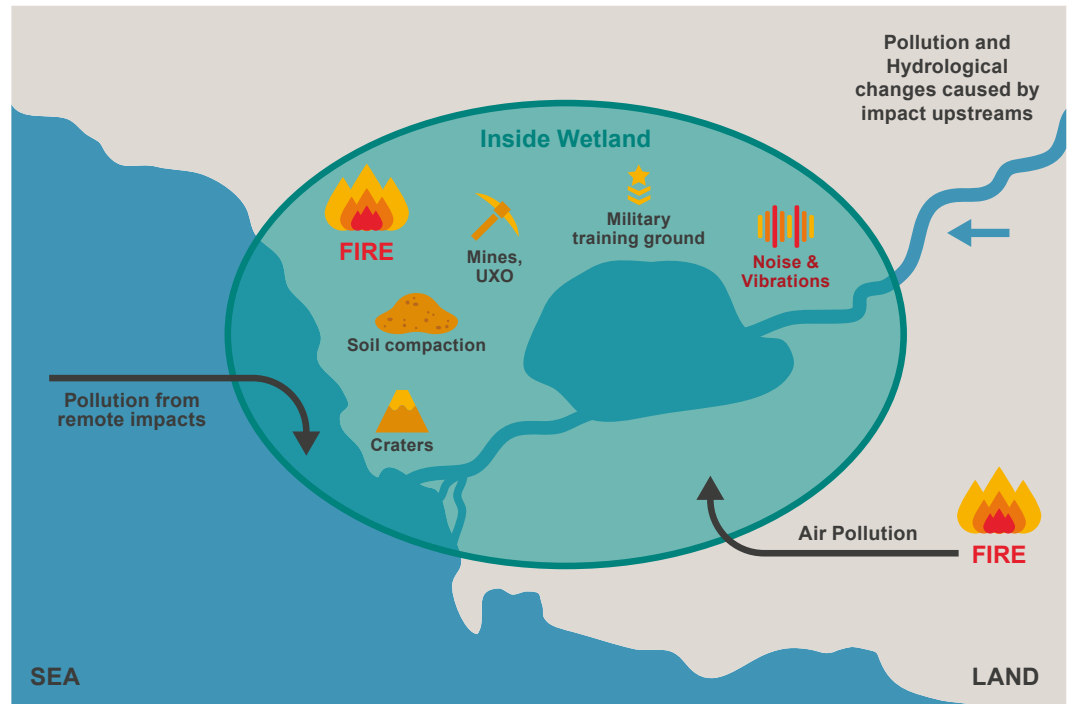 Pollution and
Hydrological
changes caused by
impact upstreams
Inside Wetland
FIRE
Mines,
UXO
Military
training ground
Noise &
Vibrations
Soil compaction
Pollution from
remote impacts
Craters
Air Pollution
FIRE
SEA
LAND